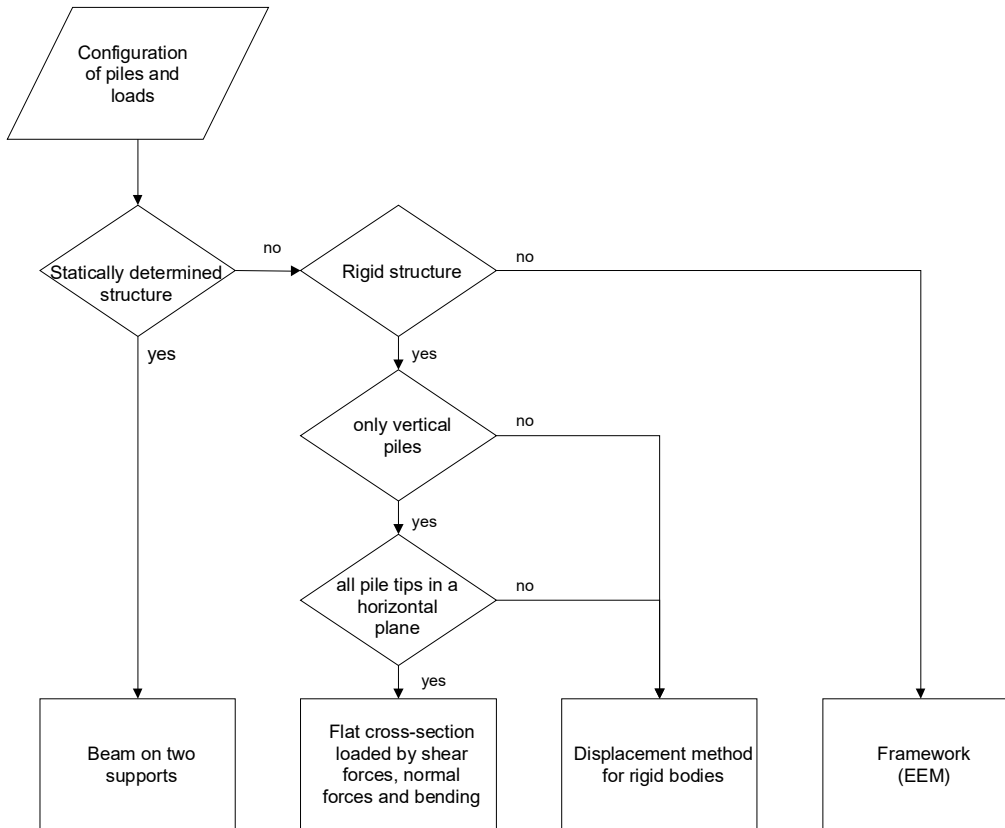 Configuration
of piles and
loads
Statically determined
structure
no
Rigid structure
no
yes
yes
only vertical
piles
no
yes
all pile tips in a
horizontal
plane
no
yes
Beam on two
supports
Flat cross-section
loaded by shear
forces, normal
forces and bending
Displacement method
for rigid bodies
Framework
(EEM)